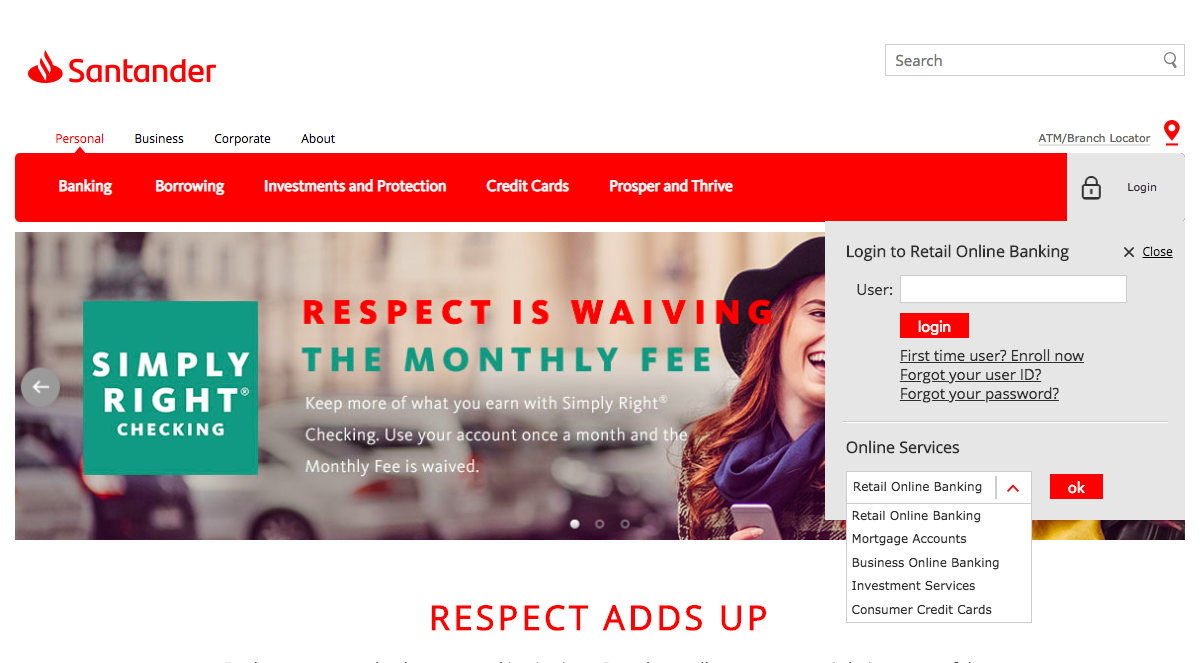 Santander
Search
Personal Business Corporate About
ATM/Branch Locator
Banking Borrowing Investments and Protection Credit Cards Prosper and Thrive
Login
SIMPLY
RIGHT®
CHECKING
RESPECT IS WAIVING
THE MONTHLY FEE
Keep more of what you earn with Simply Right®
Checking. Use your account once a month and the
Monthly Fee is waived.
Login to Retail Online Banking
Close
User:
login
First time user? Enroll now
Forgot your user ID?
Forgot your password?
Online Services
Retail Online Banking
ok
Retail Online Banking
Mortgage Accounts
Business Online Banking
Investment Services
Consumer Credit Cards
RESPECT ADDS UP